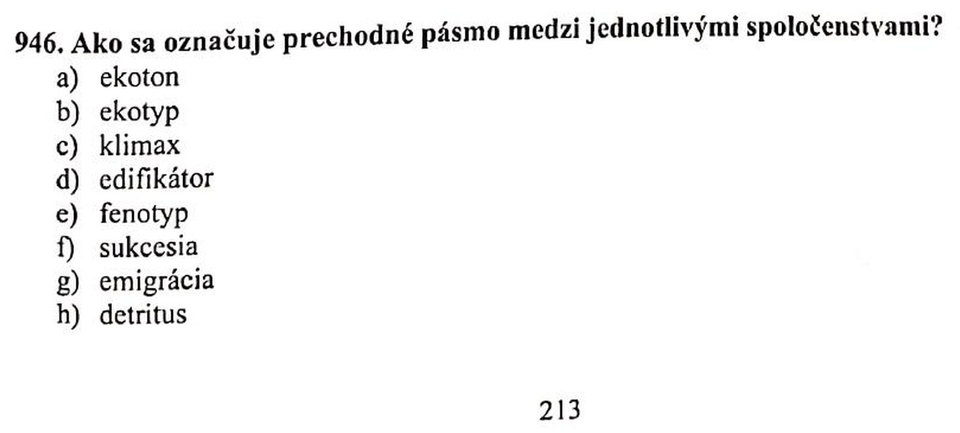 946. Ako sa označuje prechodné pásmo medzi jednotlivými spoločenstvami?
a) ekoton
b) ekotyp
c) klimax
d) edifikátor
e) fenotyp
f) sukcesia
g) emigrácia
h) detritus
213